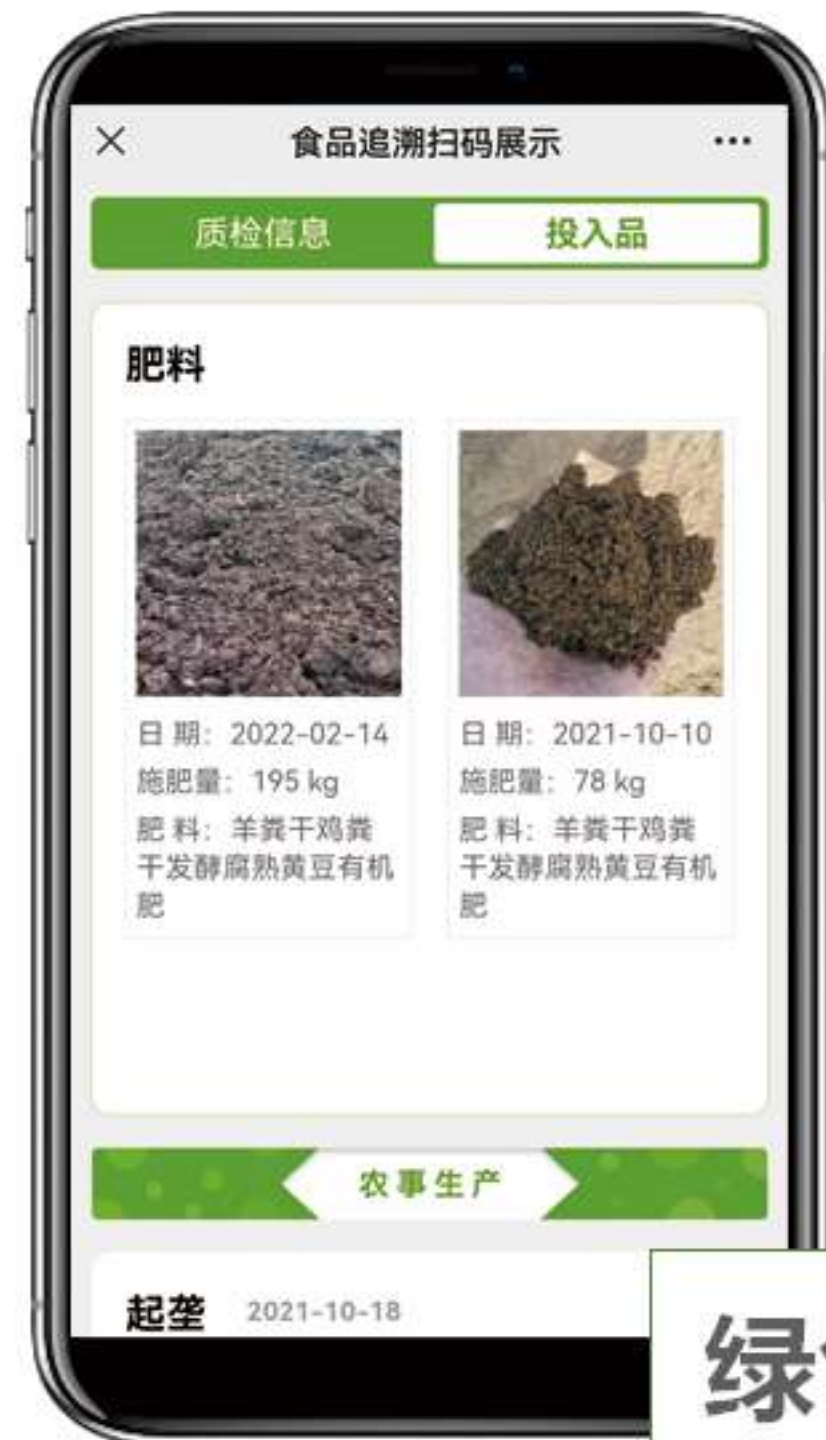 食品追溯扫码展示
质检信息
投入品
肥料
日期：2022-02-14
施肥量：195 kg
肥料：羊粪干鸡粪
干发酵腐熟黄豆有机
肥
日期：2021-10-10
施肥量：78 kg
肥料：羊粪干鸡粪
干发酵腐熟黄豆有机
肥
农事生产
起垄 2021-10-18
绿